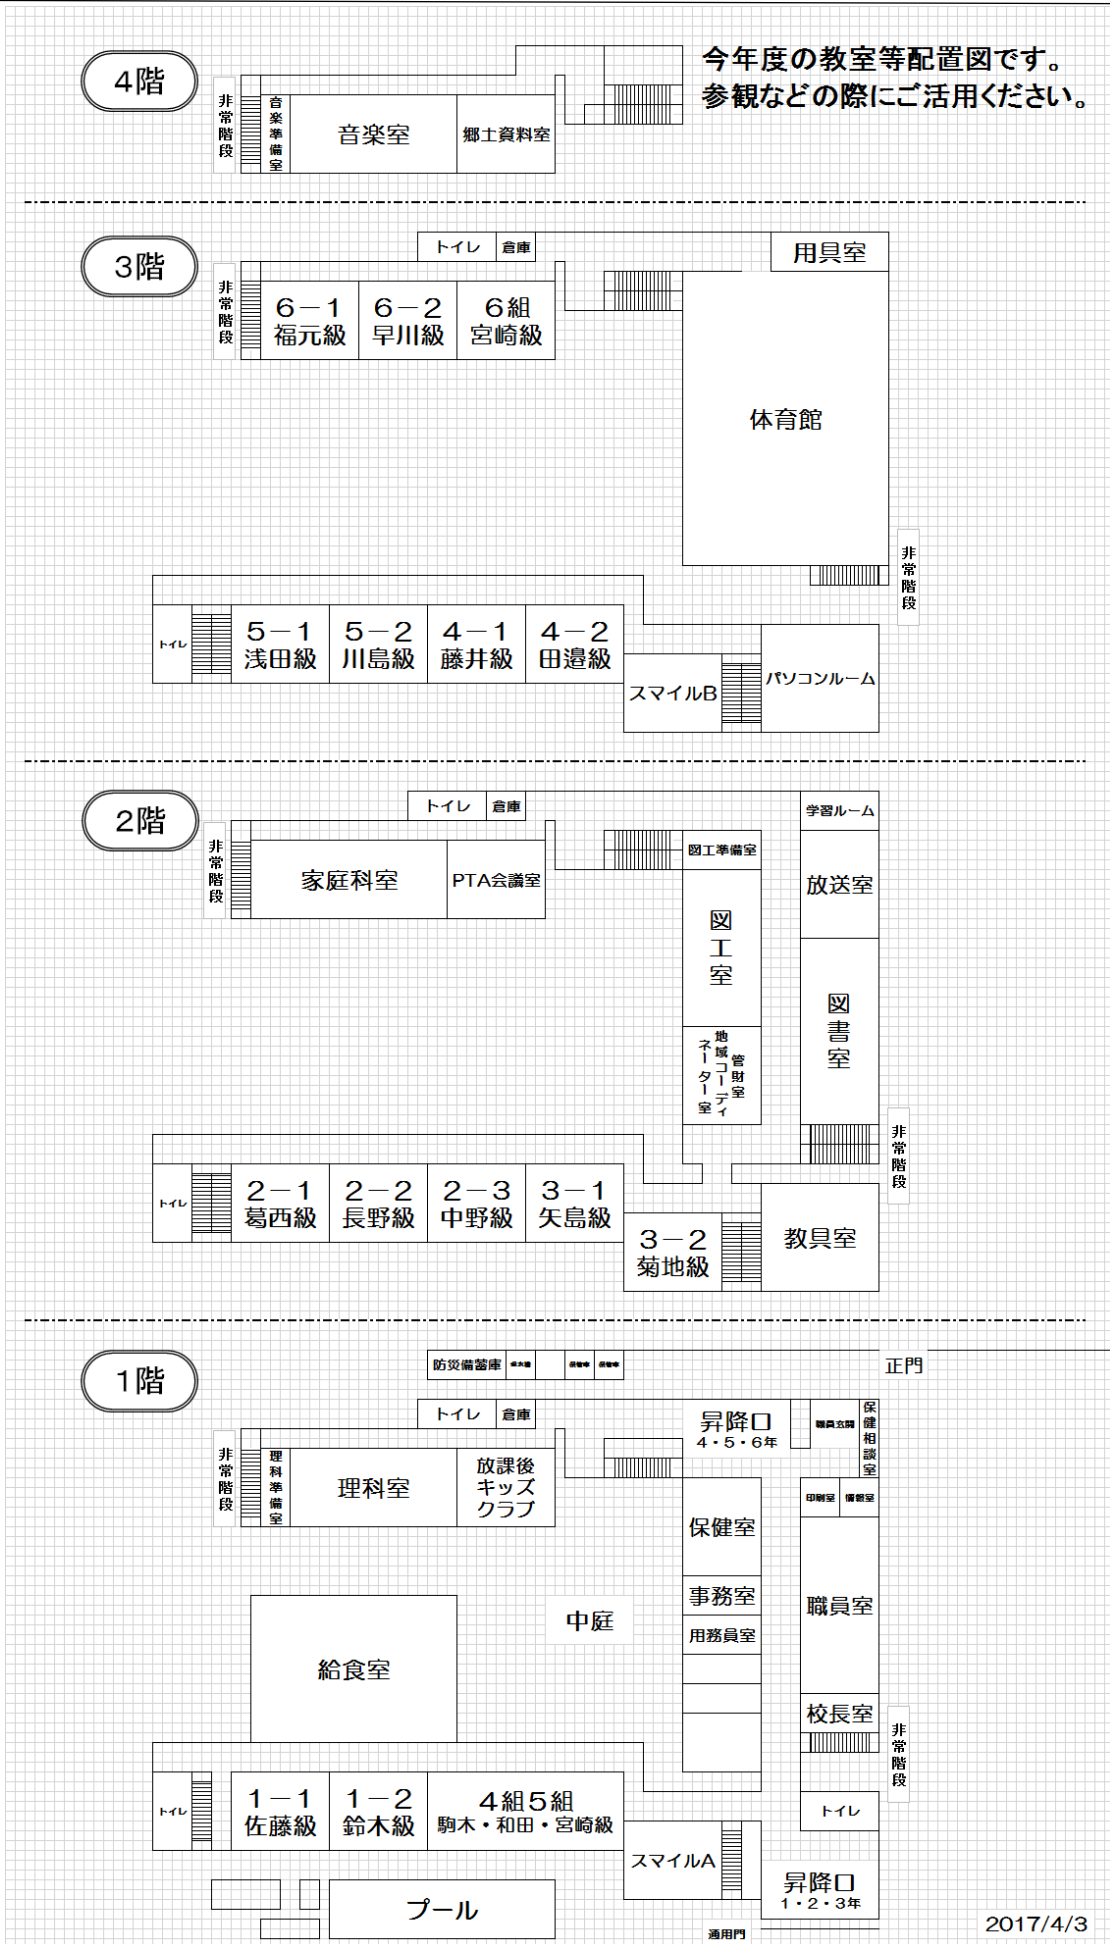 今年度の教室等配置図です。
参観などの際にご活用ください。
4階
非常階段
音楽準備室
音楽室
郷土資料室
3階
トイレ
倉庫
用具室
非常階段
6－1
福元級
6－2
早川級
6組
宮崎級
体育館
非常階段
トイレ
5－1
浅田級
5－2
川島級
4－1
藤井級
4－2
田邉級
スマイルB
パソコンルーム
2階
トイレ
倉庫
学習ルーム
非常階段
家庭科室
PTA会議室
図工準備室
放送室
図工室
図書室
地域コーディ
ネーター室
管財室
非常階段
トイレ
2－1
葛西級
2－2
長野級
2－3
中野級
3－1
矢島級
3－2
菊地級
教具室
1階
防災備蓄庫
正門
トイレ
倉庫
昇降口
4・5・6年
職員玄関
保健相談室
非常階段
理科準備室
理科室
放課後
キッズ
クラブ
印刷室
情報室
保健室
事務室
用務員室
職員室
中庭
給食室
校長室
非常階段
トイレ
1－1
佐藤級
1－2
鈴木級
4組5組
駒木・和田・宮崎級
トイレ
スマイルA
昇降口
1・2・3年
プール
通用門
2017/4/3